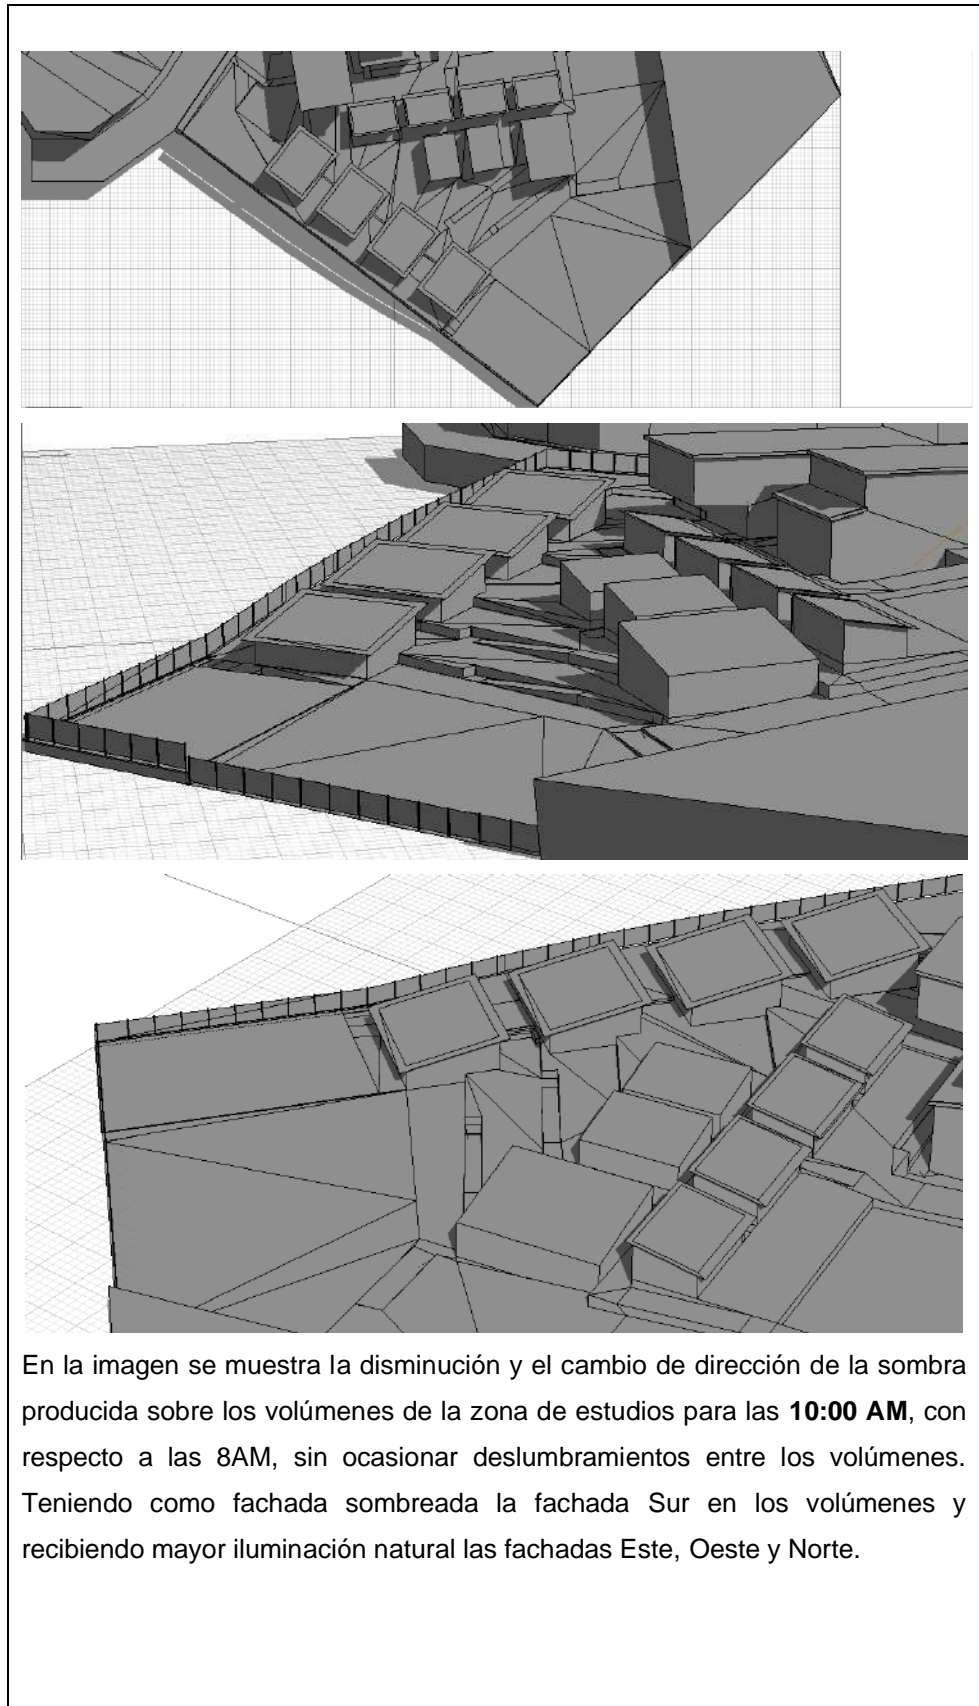 En la imagen se muestra la disminución y el cambio de dirección de la sombra
producida sobre los volúmenes de la zona de estudios para las 10:00 AM, con
respecto a las 8AM, sin ocasionar deslumbramientos entre los volúmenes.
Teniendo como fachada sombreada la fachada Sur en los volúmenes y
recibiendo mayor iluminación natural las fachadas Este, Oeste y Norte.